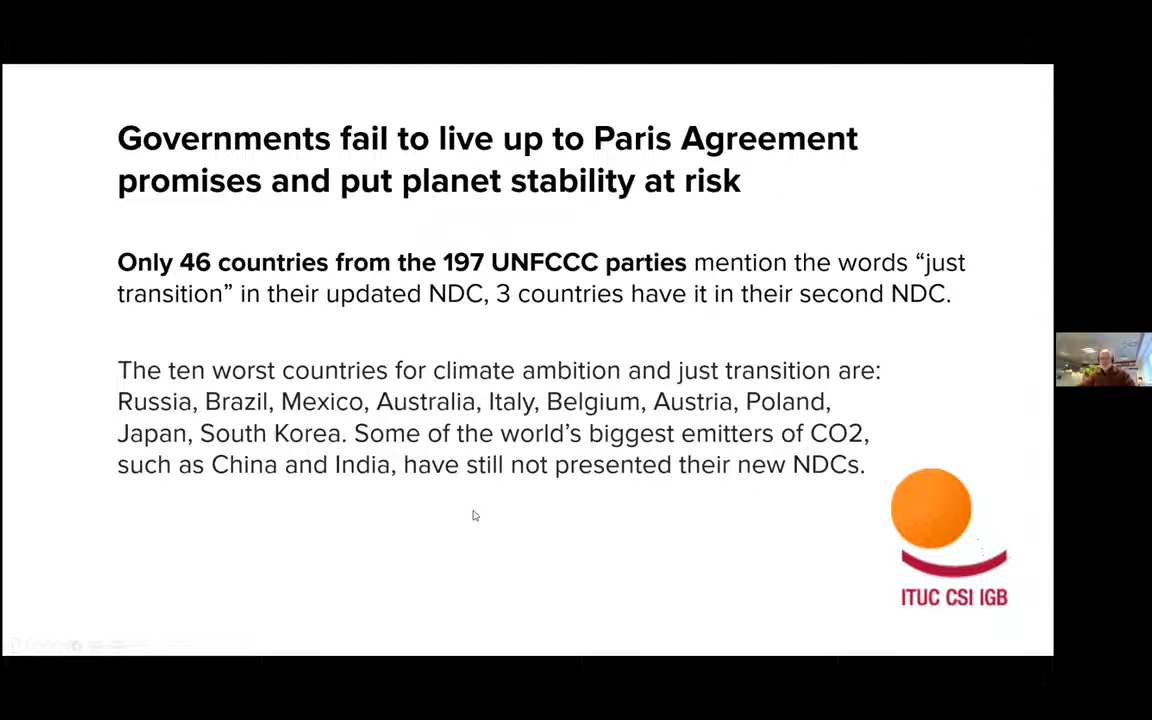 Governments fail to live up to Paris Agreement
promises and put planet stability at risk
Only 46 countries from the 197 UNFCCC parties mention the words “just
transition” in their updated NDC, 3 countries have it in their second NDC.
The ten worst countries for climate ambition and just transition are:
Russia, Brazil, Mexico, Australia, Italy, Belgium, Austria, Poland,
Japan, South Korea. Some of the world’s biggest emitters of CO2,
such as China and India, have still not presented their new NDCs.
ITUC CSI IGB